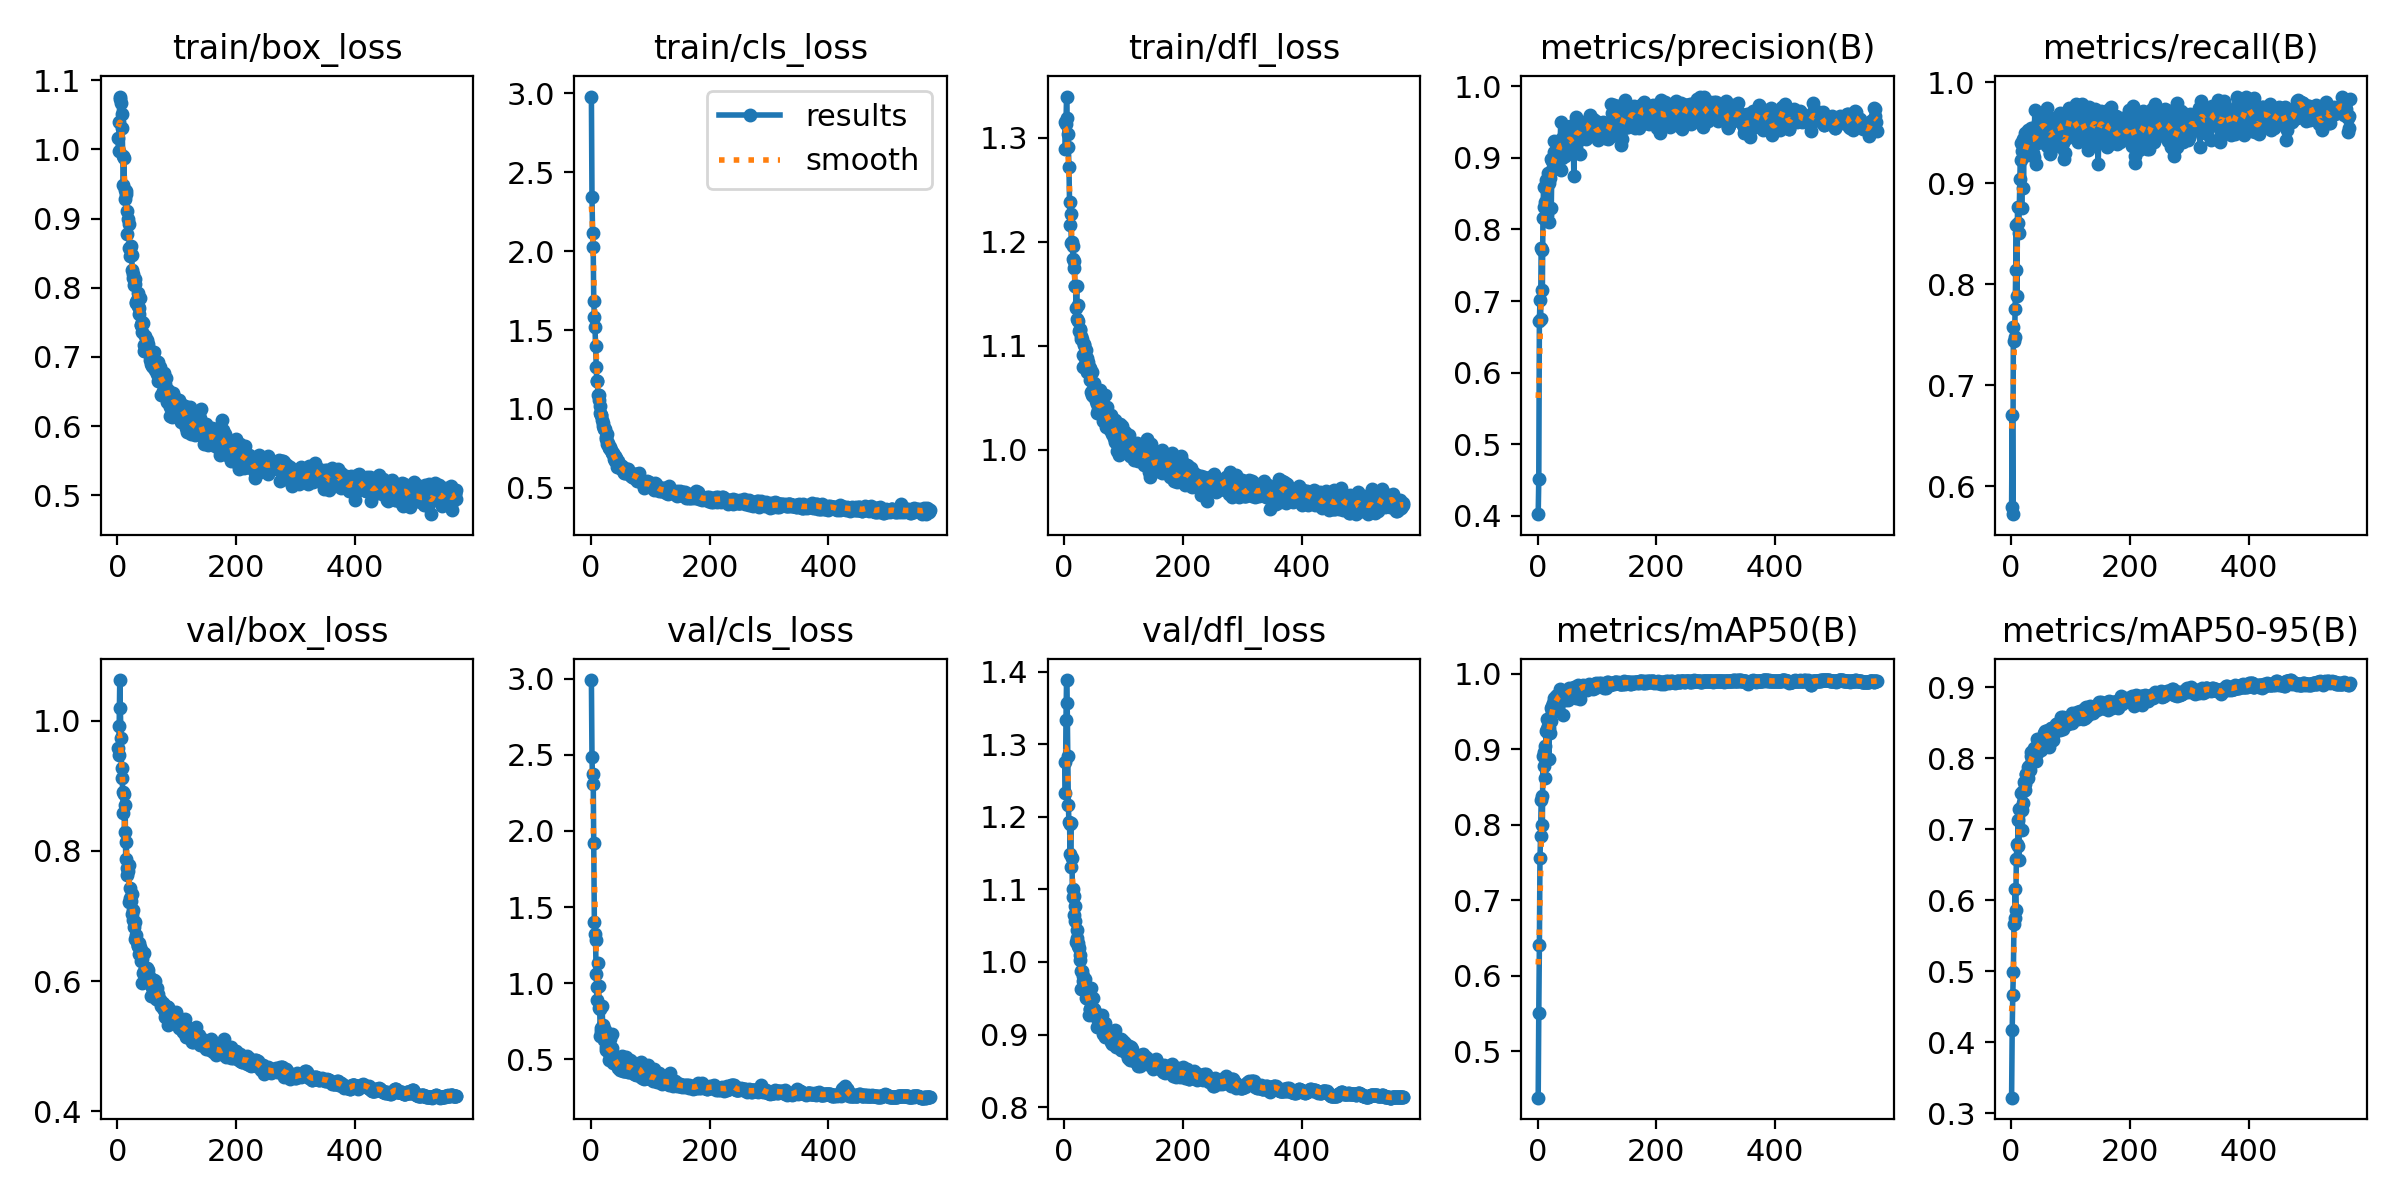 train/box_loss
1.1
1.0
0.9
0.8
0.7
0.6
0.5
0 200 400
train/cls_loss
results
smooth
3.0
2.5
2.0
1.5
1.0
0.5
0 200 400
train/dfl_loss
1.3
1.2
1.1
1.0
0 200 400
metrics/precision(B)
1.0
0.9
0.8
0.7
0.6
0.5
0.4
0 200 400
metrics/recall(B)
1.0
0.9
0.8
0.7
0.6
0 200 400
val/box_loss
1.0
0.8
0.6
0.4
0 200 400
val/cls_loss
3.0
2.5
2.0
1.5
1.0
0.5
0 200 400
val/dfl_loss
1.4
1.3
1.2
1.1
1.0
0.9
0.8
0 200 400
metrics/mAP50(B)
1.0
0.9
0.8
0.7
0.6
0.5
0 200 400
metrics/mAP50-95(B)
0.9
0.8
0.7
0.6
0.5
0.4
0.3
0 200 400